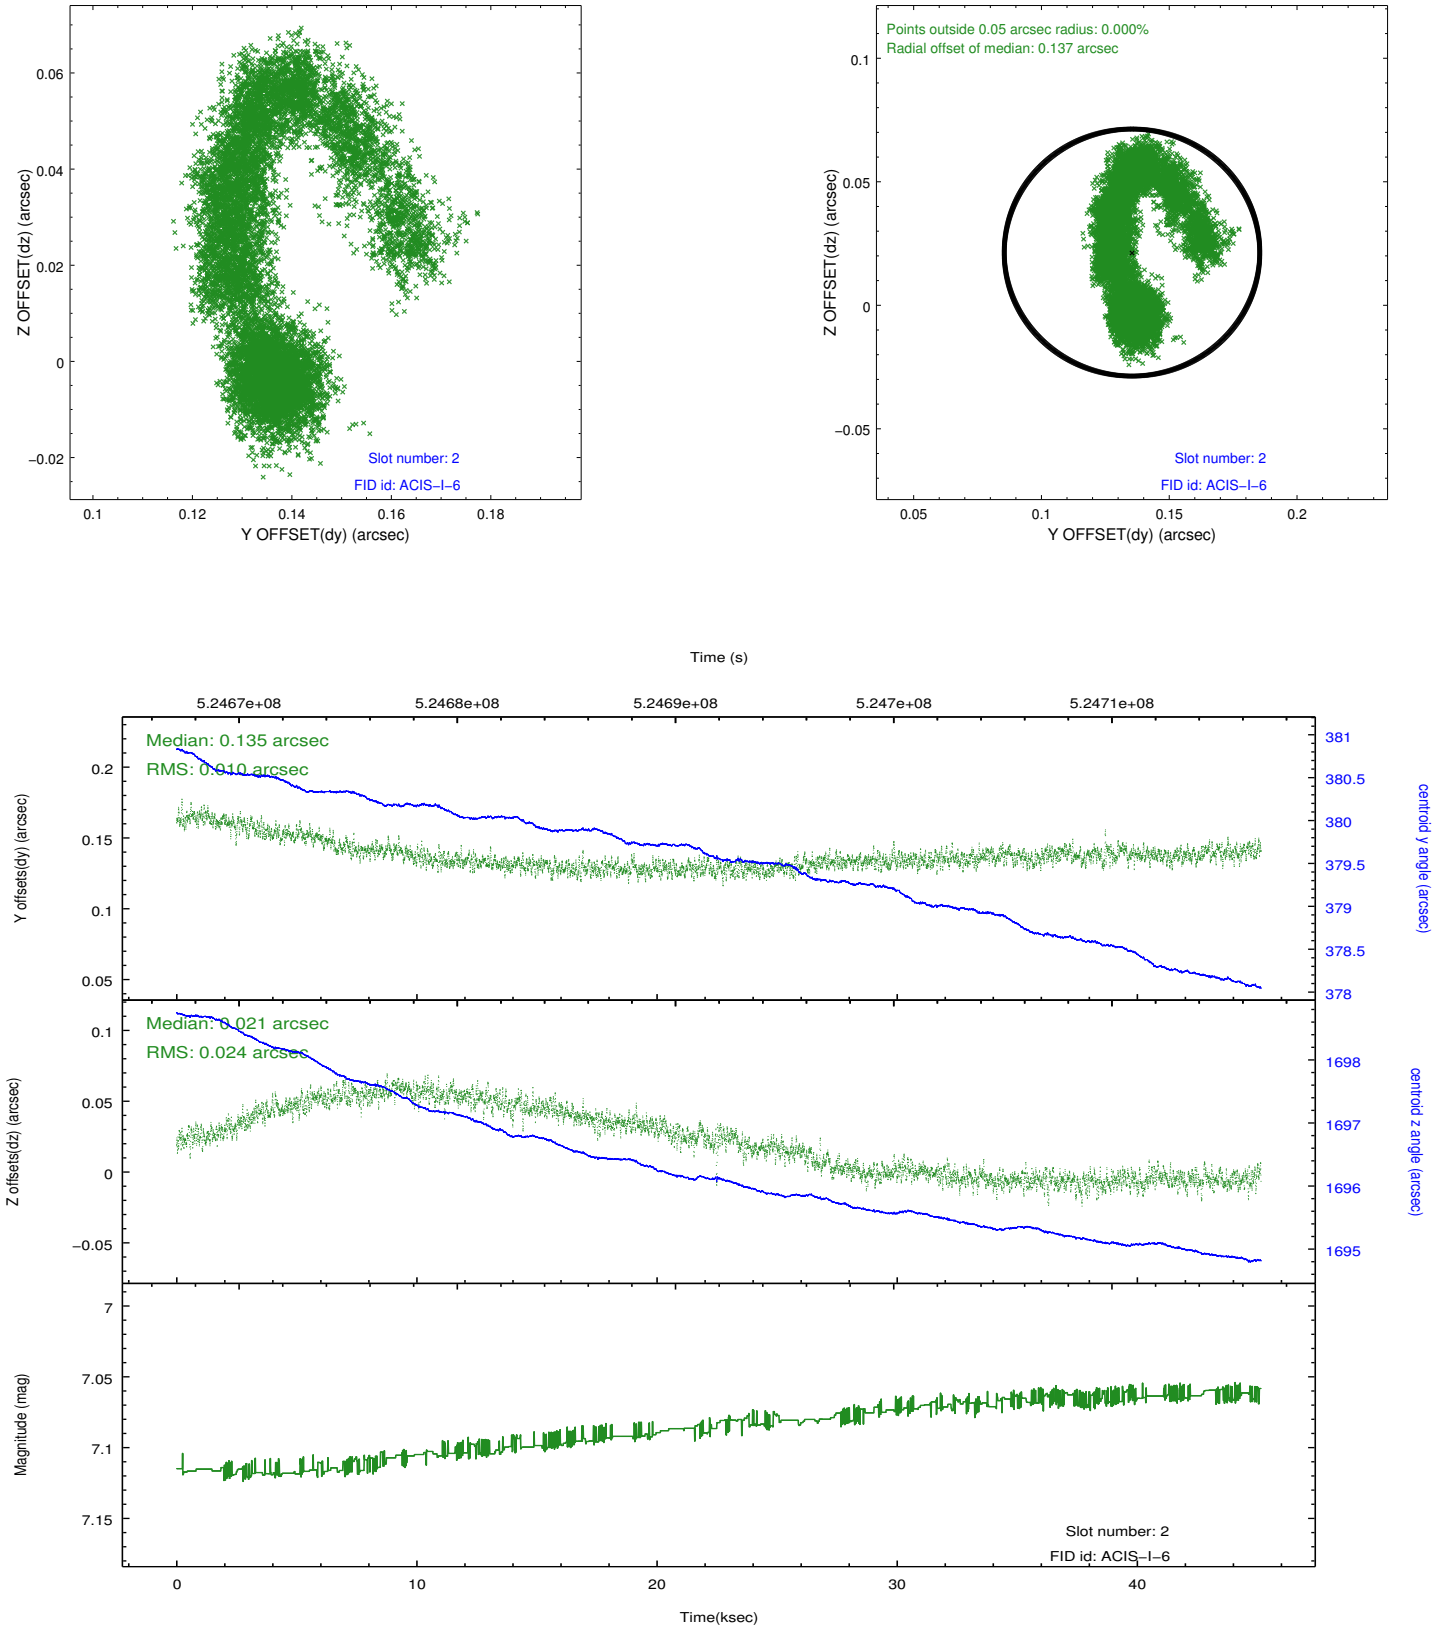 0.06
0.04
0.02
0
−0.02
Z OFFSET(dz) (arcsec)
Slot number: 2
FID id: ACIS−I−6
0.1
0.12
0.14
0.16
0.18
Y OFFSET(dy) (arcsec)
Points outside 0.05 arcsec radius: 0.000%
Radial offset of median: 0.137 arcsec
0.1
0.05
0
−0.05
Z OFFSET(dz) (arcsec)
Slot number: 2
FID id: ACIS−I−6
0.05
0.1
0.15
0.2
Y OFFSET(dy) (arcsec)
Time (s)
5.2467e+08
5.2468e+08
5.2469e+08
5.247e+08
5.2471e+08
Median: 0.135 arcsec
RMS: 0.010 arcsec
0.2
0.15
0.1
0.05
Y offsets(dy) (arcsec)
381
380.5
380
379.5
379
378.5
378
centroid y angle (arcsec)
Median: 0.021 arcsec
RMS: 0.024 arcsec
0.1
0.05
0
−0.05
Z offsets(dz) (arcsec)
1698
1697
1696
1695
centroid z angle (arcsec)
7
7.05
7.1
7.15
Magnitude (mag)
Slot number: 2
FID id: ACIS−I−6
0
10
20
30
40
Time(ksec)